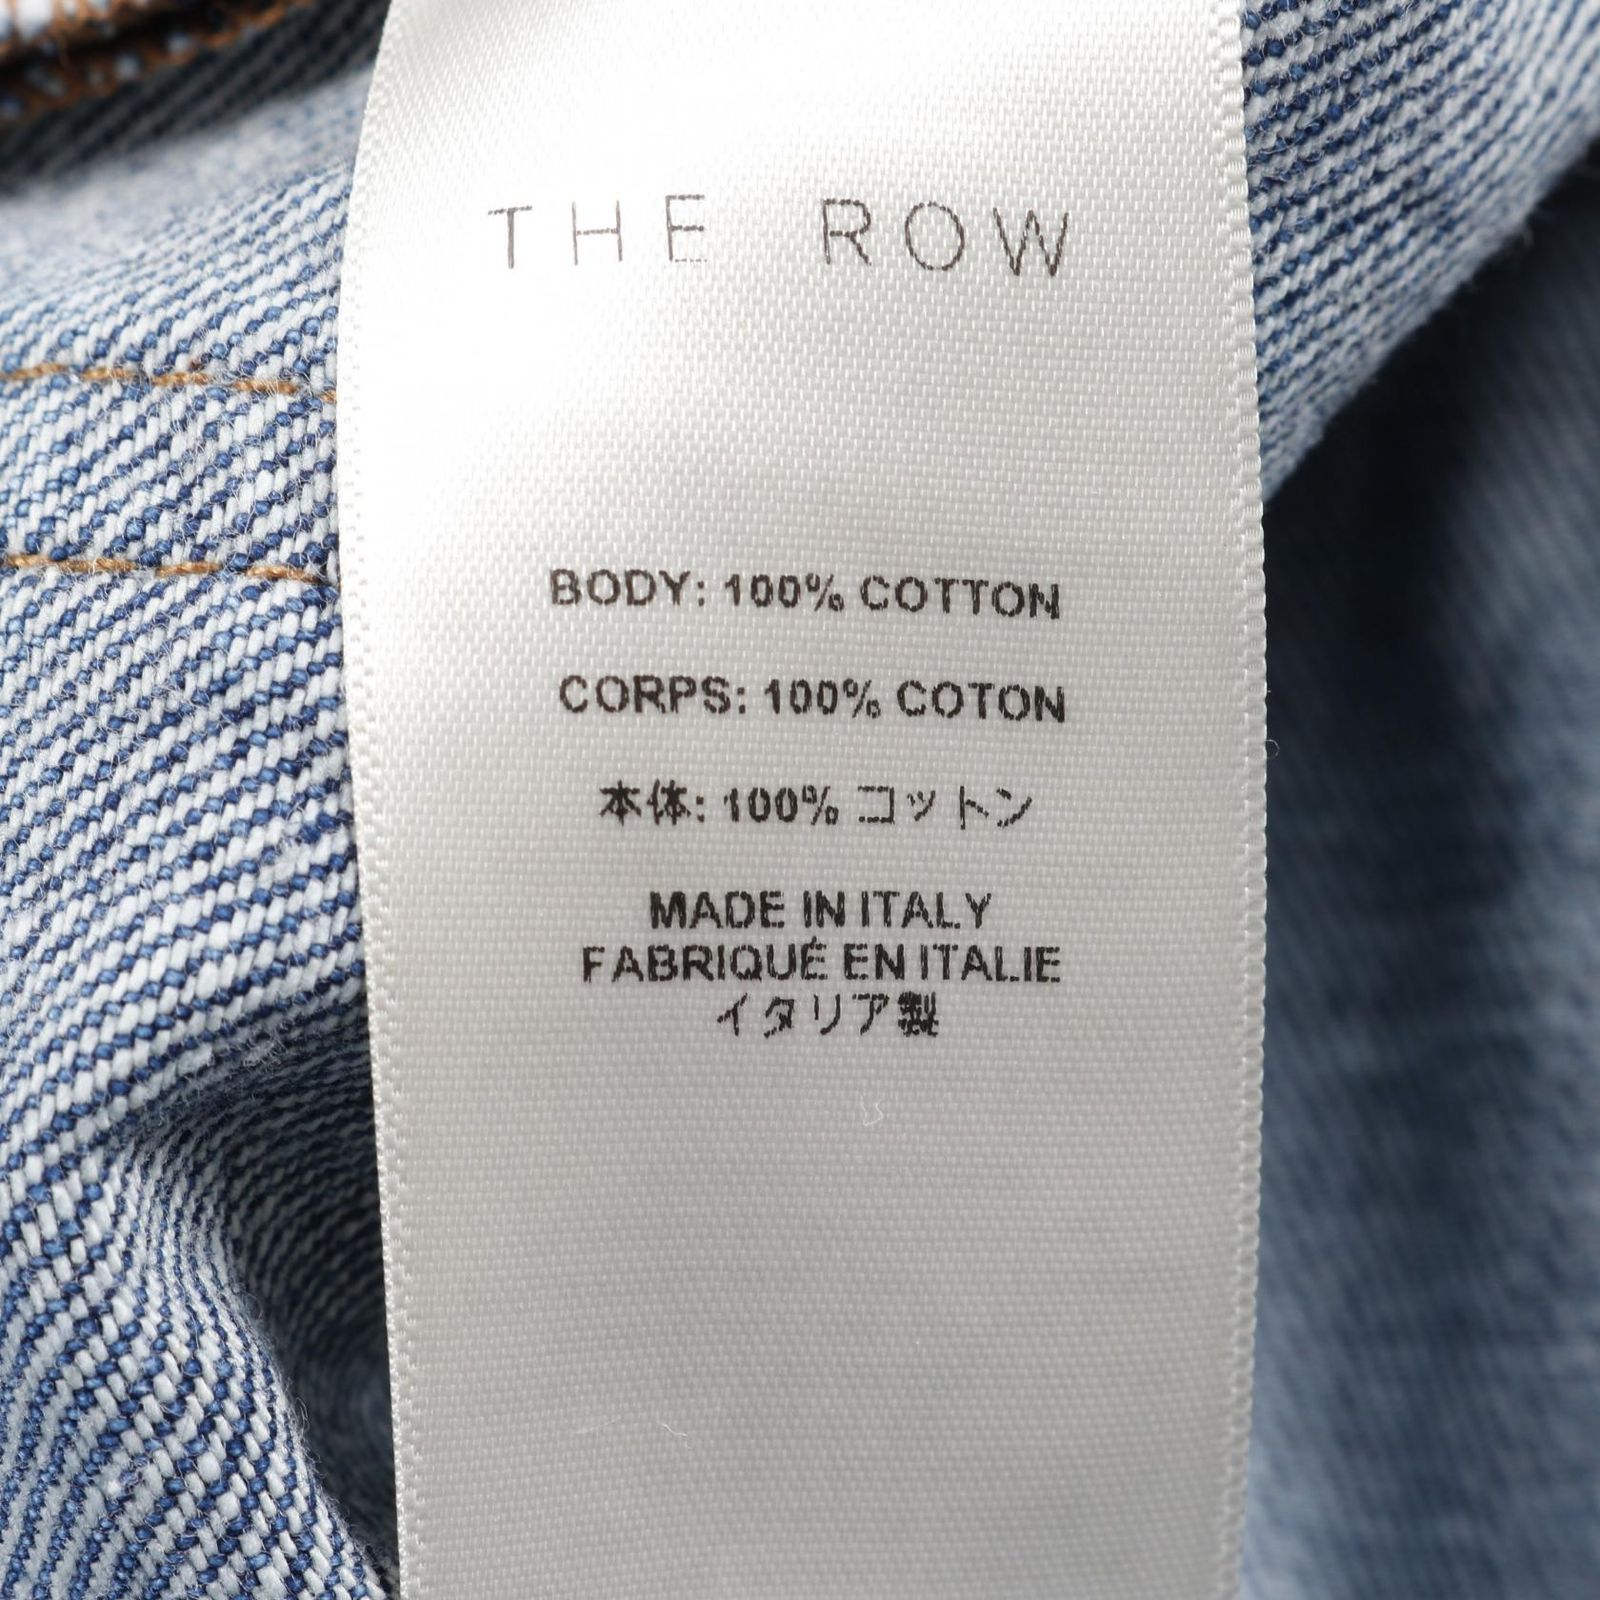 THE ROW
BODY: 100% COTTON
CORPS: 100% COTON
本体: 100% コットン
MADE IN ITALY
FABRIQUÉ EN ITALIE
イタリア製